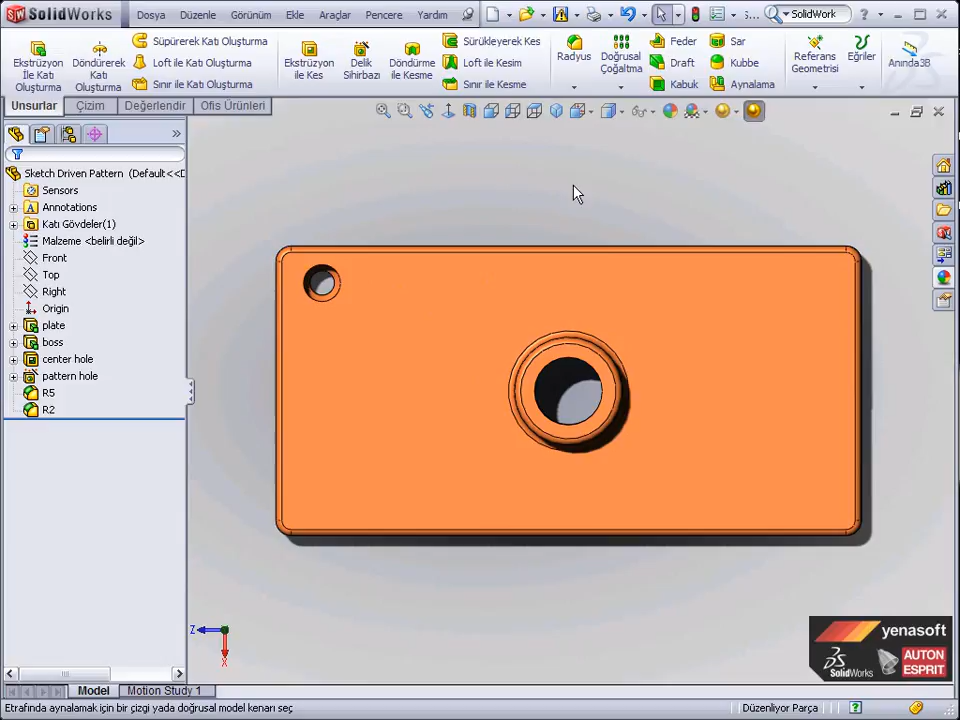 SolidWorks
Dosya Düzenle Görünüm Ekle Araçlar Pencere Yardım
S...
SolidWork
Ekstrüzyon İle Katı Oluşturma
Döndürerek Katı Oluşturma
Süpürerek Katı Oluşturma
Loft ile Katı Oluşturma
Sınır ile Katı Oluşturma
Ekstrüzyon ile Kes
Delik Sihirbazı
Döndürme ile Kesme
Sürükleyerek Kes
Loft ile Kesim
Sınır ile Kesme
Radyus
Doğrusal Çoğaltma
Feder
Draft
Kabuk
Sar
Kubbe
Aynalama
Referans Geometrisi
Eğriler
Anında3B
Unsurlar Çizim Değerlendir Ofis Ürünleri
Sketch Driven Pattern (Default<<D
Sensors
Annotations
Katı Gövdeler(1)
Malzeme <belirli değil>
Front
Top
Right
Origin
plate
boss
center hole
pattern hole
R5
R2
Z
X
yenasoft
SolidWorks
AUTON
ESPRIT
Model Motion Study 1
Etrafında aynalamak için bir çizgi yada doğrusal model kenarı seç
Düzenliyor Parça